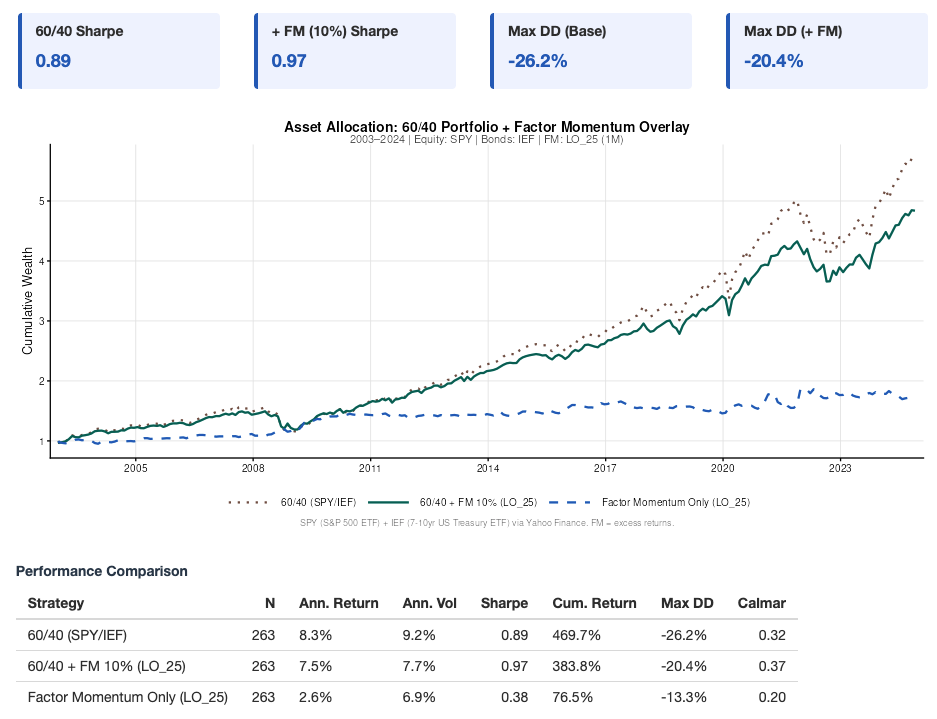 60/40 Sharpe
0.89
+ FM (10%) Sharpe
0.97
Max DD (Base)
-26.2%
Max DD (+ FM)
-20.4%
Asset Allocation: 60/40 Portfolio + Factor Momentum Overlay
2003–2024 | Equity: SPY | Bonds: IEF | FM: LO_25 (1M)
Cumulative Wealth
5
4
3
2
1
2005 2008 2011 2014 2017 2020 2023
60/40 (SPY/IEF) 60/40 + FM 10% (LO_25) Factor Momentum Only (LO_25)
SPY (S&P 500 ETF) + IEF (7-10yr US Treasury ETF) via Yahoo Finance. FM = excess returns.
Performance Comparison
Strategy N Ann. Return Ann. Vol Sharpe Cum. Return Max DD Calmar
60/40 (SPY/IEF) 263 8.3% 9.2% 0.89 469.7% -26.2% 0.32
60/40 + FM 10% (LO_25) 263 7.5% 7.7% 0.97 383.8% -20.4% 0.37
Factor Momentum Only (LO_25) 263 2.6% 6.9% 0.38 76.5% -13.3% 0.20